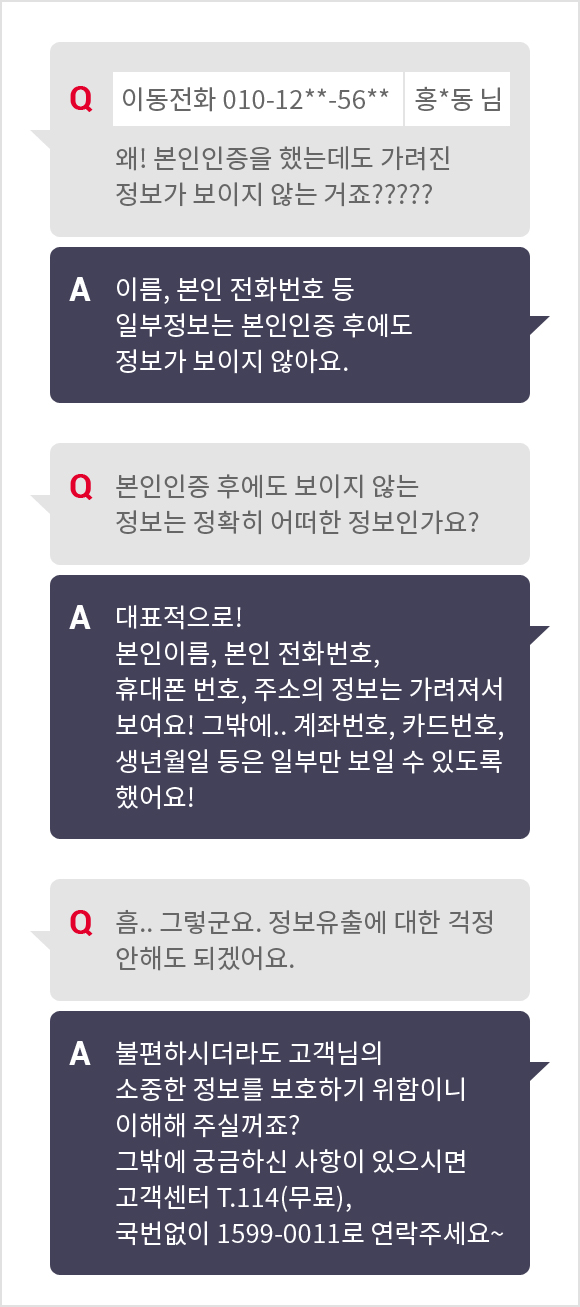 Q 이동전화 010-12**-56** 홍*동 님
왜! 본인인증을 했는데도 가려진
정보가 보이지 않는 거죠?????
A 이름, 본인 전화번호 등
일부정보는 본인인증 후에도
정보가 보이지 않아요.
Q 본인인증 후에도 보이지 않는
정보는 정확히 어떠한 정보인가요?
A 대표적으로!
본인이름, 본인 전화번호,
휴대폰 번호, 주소의 정보는 가려져서
보여요! 그밖에.. 계좌번호, 카드번호,
생년월일 등은 일부만 보일 수 있도록
했어요!
Q 흠.. 그렇군요. 정보유출에 대한 걱정
안해도 되겠어요.
A 불편하시더라도 고객님의
소중한 정보를 보호하기 위함이니
이해해 주실꺼죠?
그밖에 궁금하신 사항이 있으시면
고객센터 T.114(무료),
국번없이 1599-0011로 연락주세요~